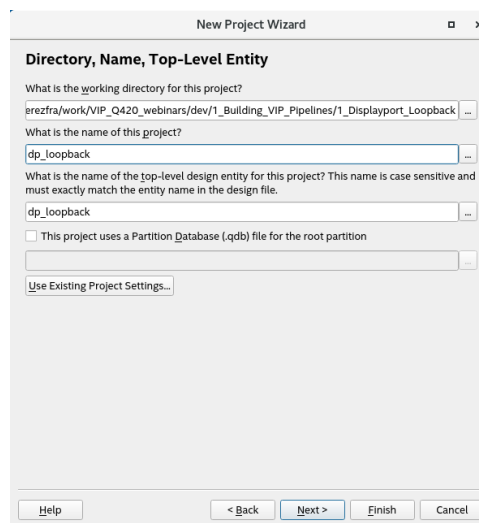 New Project Wizard
Directory, Name, Top-Level Entity
What is the working directory for this project?
erezfra/work/VIP_Q420_webinars/dev/1_Building_VIP_Pipelines/1_Displayport_Loopback ...
What is the name of this project?
dp_loopback ...
What is the name of the top-level design entity for this project? This name is case sensitive and
must exactly match the entity name in the design file.
dp_loopback ...
This project uses a Partition Database (.qdb) file for the root partition
...
Use Existing Project Settings...
Help < Back Next > Finish Cancel